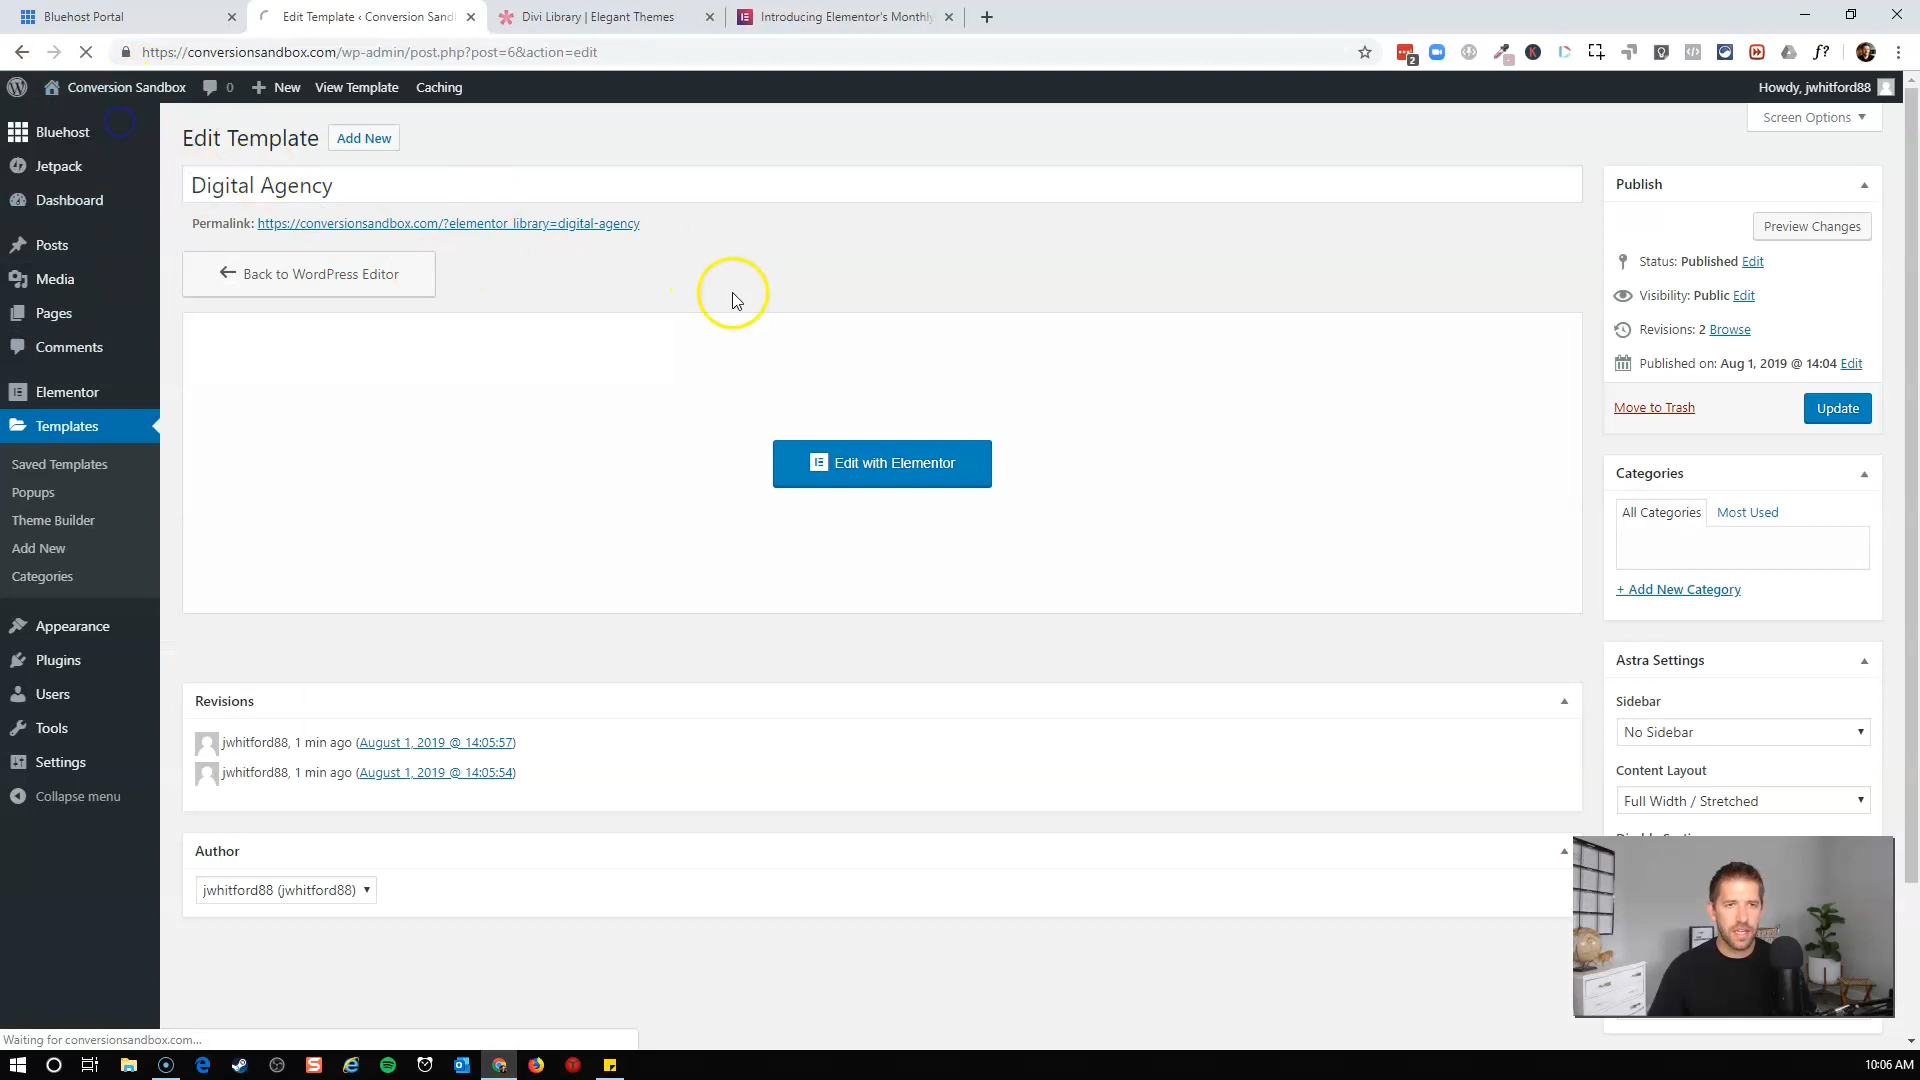 Bluehost Portal
Edit Template ‹ Conversion Sand
Divi Library | Elegant Themes
Introducing Elementor's Monthly
https://conversionsandbox.com/wp-admin/post.php?post=6&action=edit
2
K
f?
Conversion Sandbox
0
New
View Template
Caching
Howdy, jwhitford88
Screen Options
Bluehost
Jetpack
Dashboard
Posts
Media
Pages
Comments
Elementor
Templates
Saved Templates
Popups
Theme Builder
Add New
Categories
Appearance
Plugins
Users
Tools
Settings
Collapse menu
Edit Template
Add New
Digital Agency
Permalink: https://conversionsandbox.com/?elementor_library=digital-agency
Back to WordPress Editor
Edit with Elementor
Revisions
jwhitford88, 1 min ago (August 1, 2019 @ 14:05:57)
jwhitford88, 1 min ago (August 1, 2019 @ 14:05:54)
Author
jwhitford88 (jwhitford88)
Publish
Preview Changes
Status: Published Edit
Visibility: Public Edit
Revisions: 2 Browse
Published on: Aug 1, 2019 @ 14:04 Edit
Move to Trash
Update
Categories
All Categories
Most Used
+ Add New Category
Astra Settings
Sidebar
No Sidebar
Content Layout
Full Width / Stretched
Waiting for conversionsandbox.com...
10:06 AM